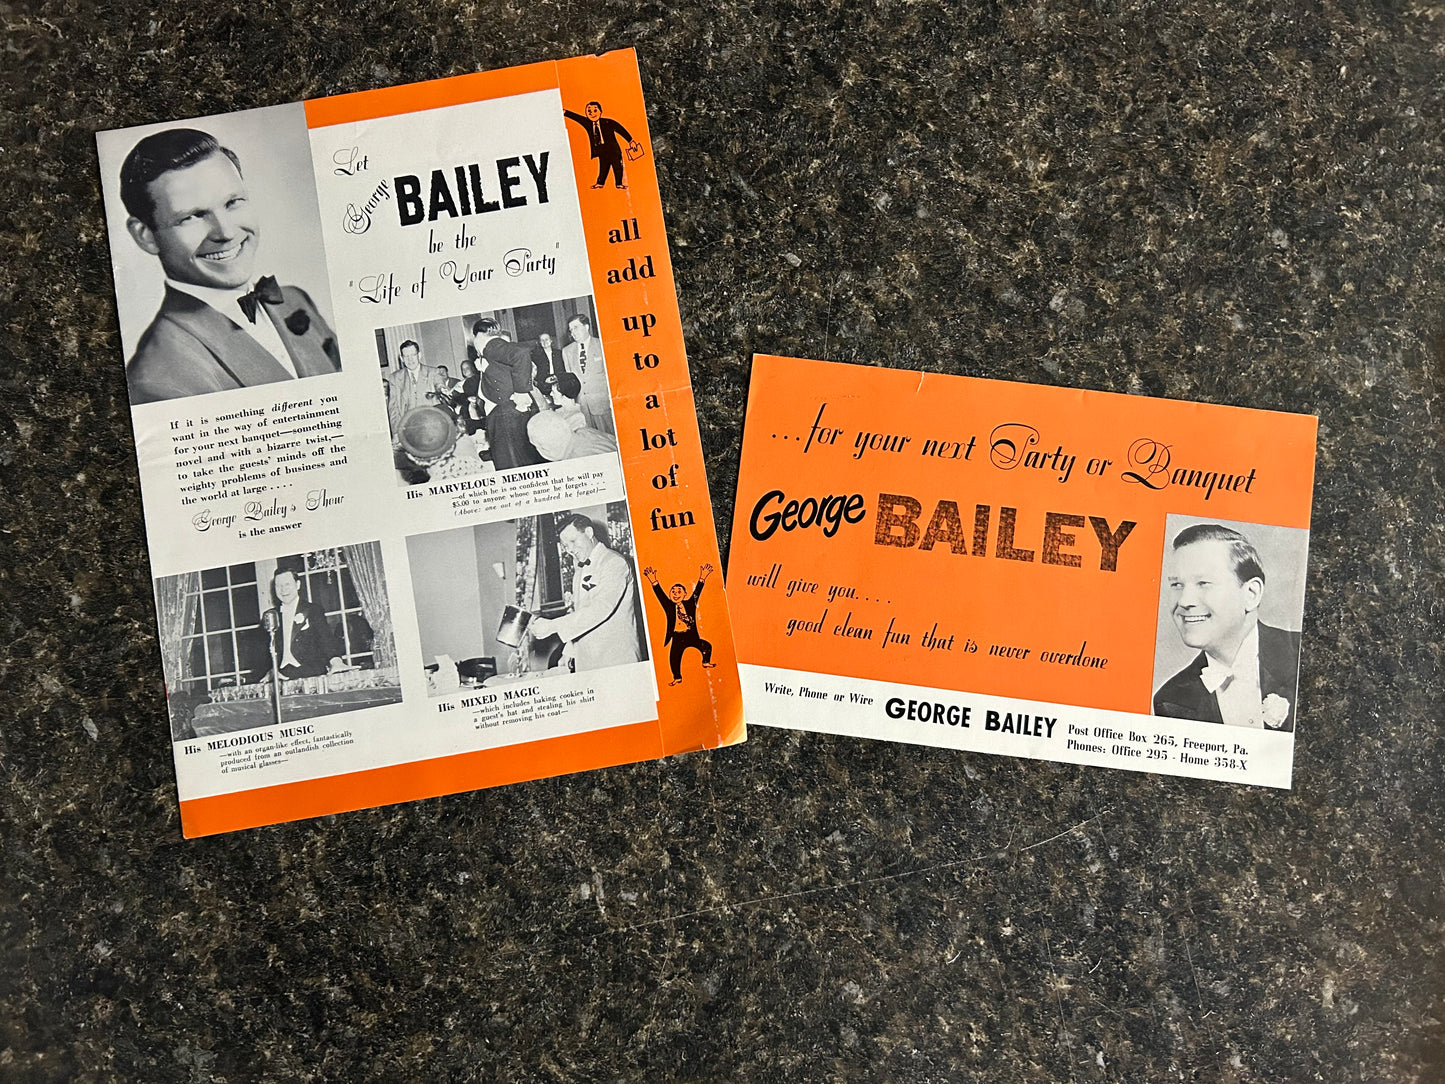 Let
George
BAILEY
be the
"Life of Your Party"
If it is something different you
want in the way of entertainment
for your next banquet—something
novel and with a bizarre twist,—
to take the guests' minds off the
weighty problems of business and
the world at large . . . .
George Bailey's Show
is the answer
His MARVELOUS MEMORY
—of which he is so confident that he will pay
$5.00 to anyone whose name he forgets . . .
(Above: one out of a hundred he forgot)—
His MELODIOUS MUSIC
—with an organ-like effect, fantastically
produced from an outlandish collection
of musical glasses—
His MIXED MAGIC
—which includes baking cookies in
a guest's hat and stealing his shirt
without removing his coat—
all
add
up
to
a
lot
of
fun
...for your next Party or Banquet
George BAILEY
will give you....
good clean fun that is never overdone
Write, Phone or Wire GEORGE BAILEY
Post Office Box 265, Freeport, Pa.
Phones: Office 295 - Home 358-X